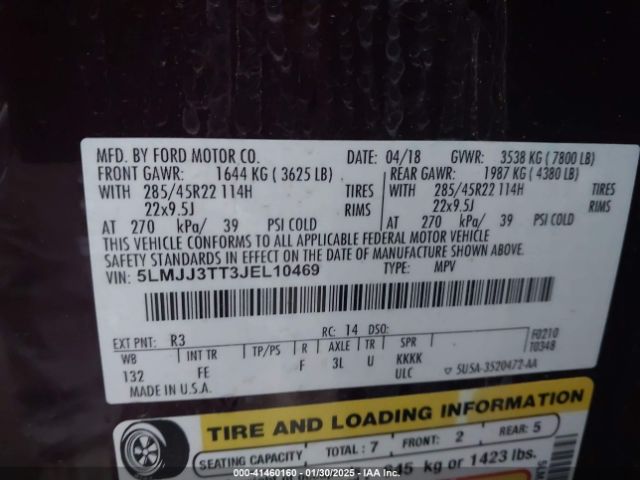 MFD. BY FORD MOTOR CO. DATE: 04/18 GVWR: 3538 KG ( 7800 LB)
FRONT GAWR: 1644 KG ( 3625 LB) REAR GAWR: 1987 KG ( 4380 LB)
WITH 285/45R22 114H TIRES WITH 285/45R22 114H TIRES
22x9.5J RIMS 22x9.5J RIMS
AT 270 kPa/ 39 PSI COLD AT 270 kPa/ 39 PSI COLD
THIS VEHICLE CONFORMS TO ALL APPLICABLE FEDERAL MOTOR VEHICLE
SAFETY STANDARDS IN EFFECT ON THE DATE OF MANUFACTURE SHOWN ABOVE.
VIN: 5LMJJ3TT3JEL10469 TYPE: MPV
EXT PNT: R3 RC: 14 DSO: F0210
T0348
WB INT TR TP/PS R AXLE TR SPR
132 FE F 3L U KKKK
ULC 5U5A-3520472-AA
MADE IN U.S.A.
TIRE AND LOADING INFORMATION
SEATING CAPACITY TOTAL : 7 FRONT: 2 REAR: 5
kg or 1423 lbs.
000-41460160 - 01/30/2025 - IAA Inc.